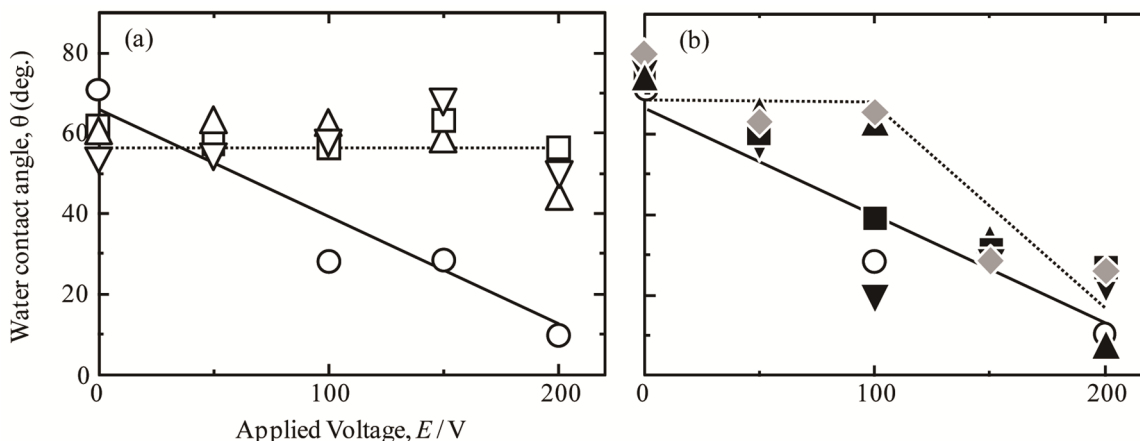 (a)
(b)
Water contact angle, θ (deg.)
80
60
40
20
0
0
100
200
0
100
200
Applied Voltage, E / V